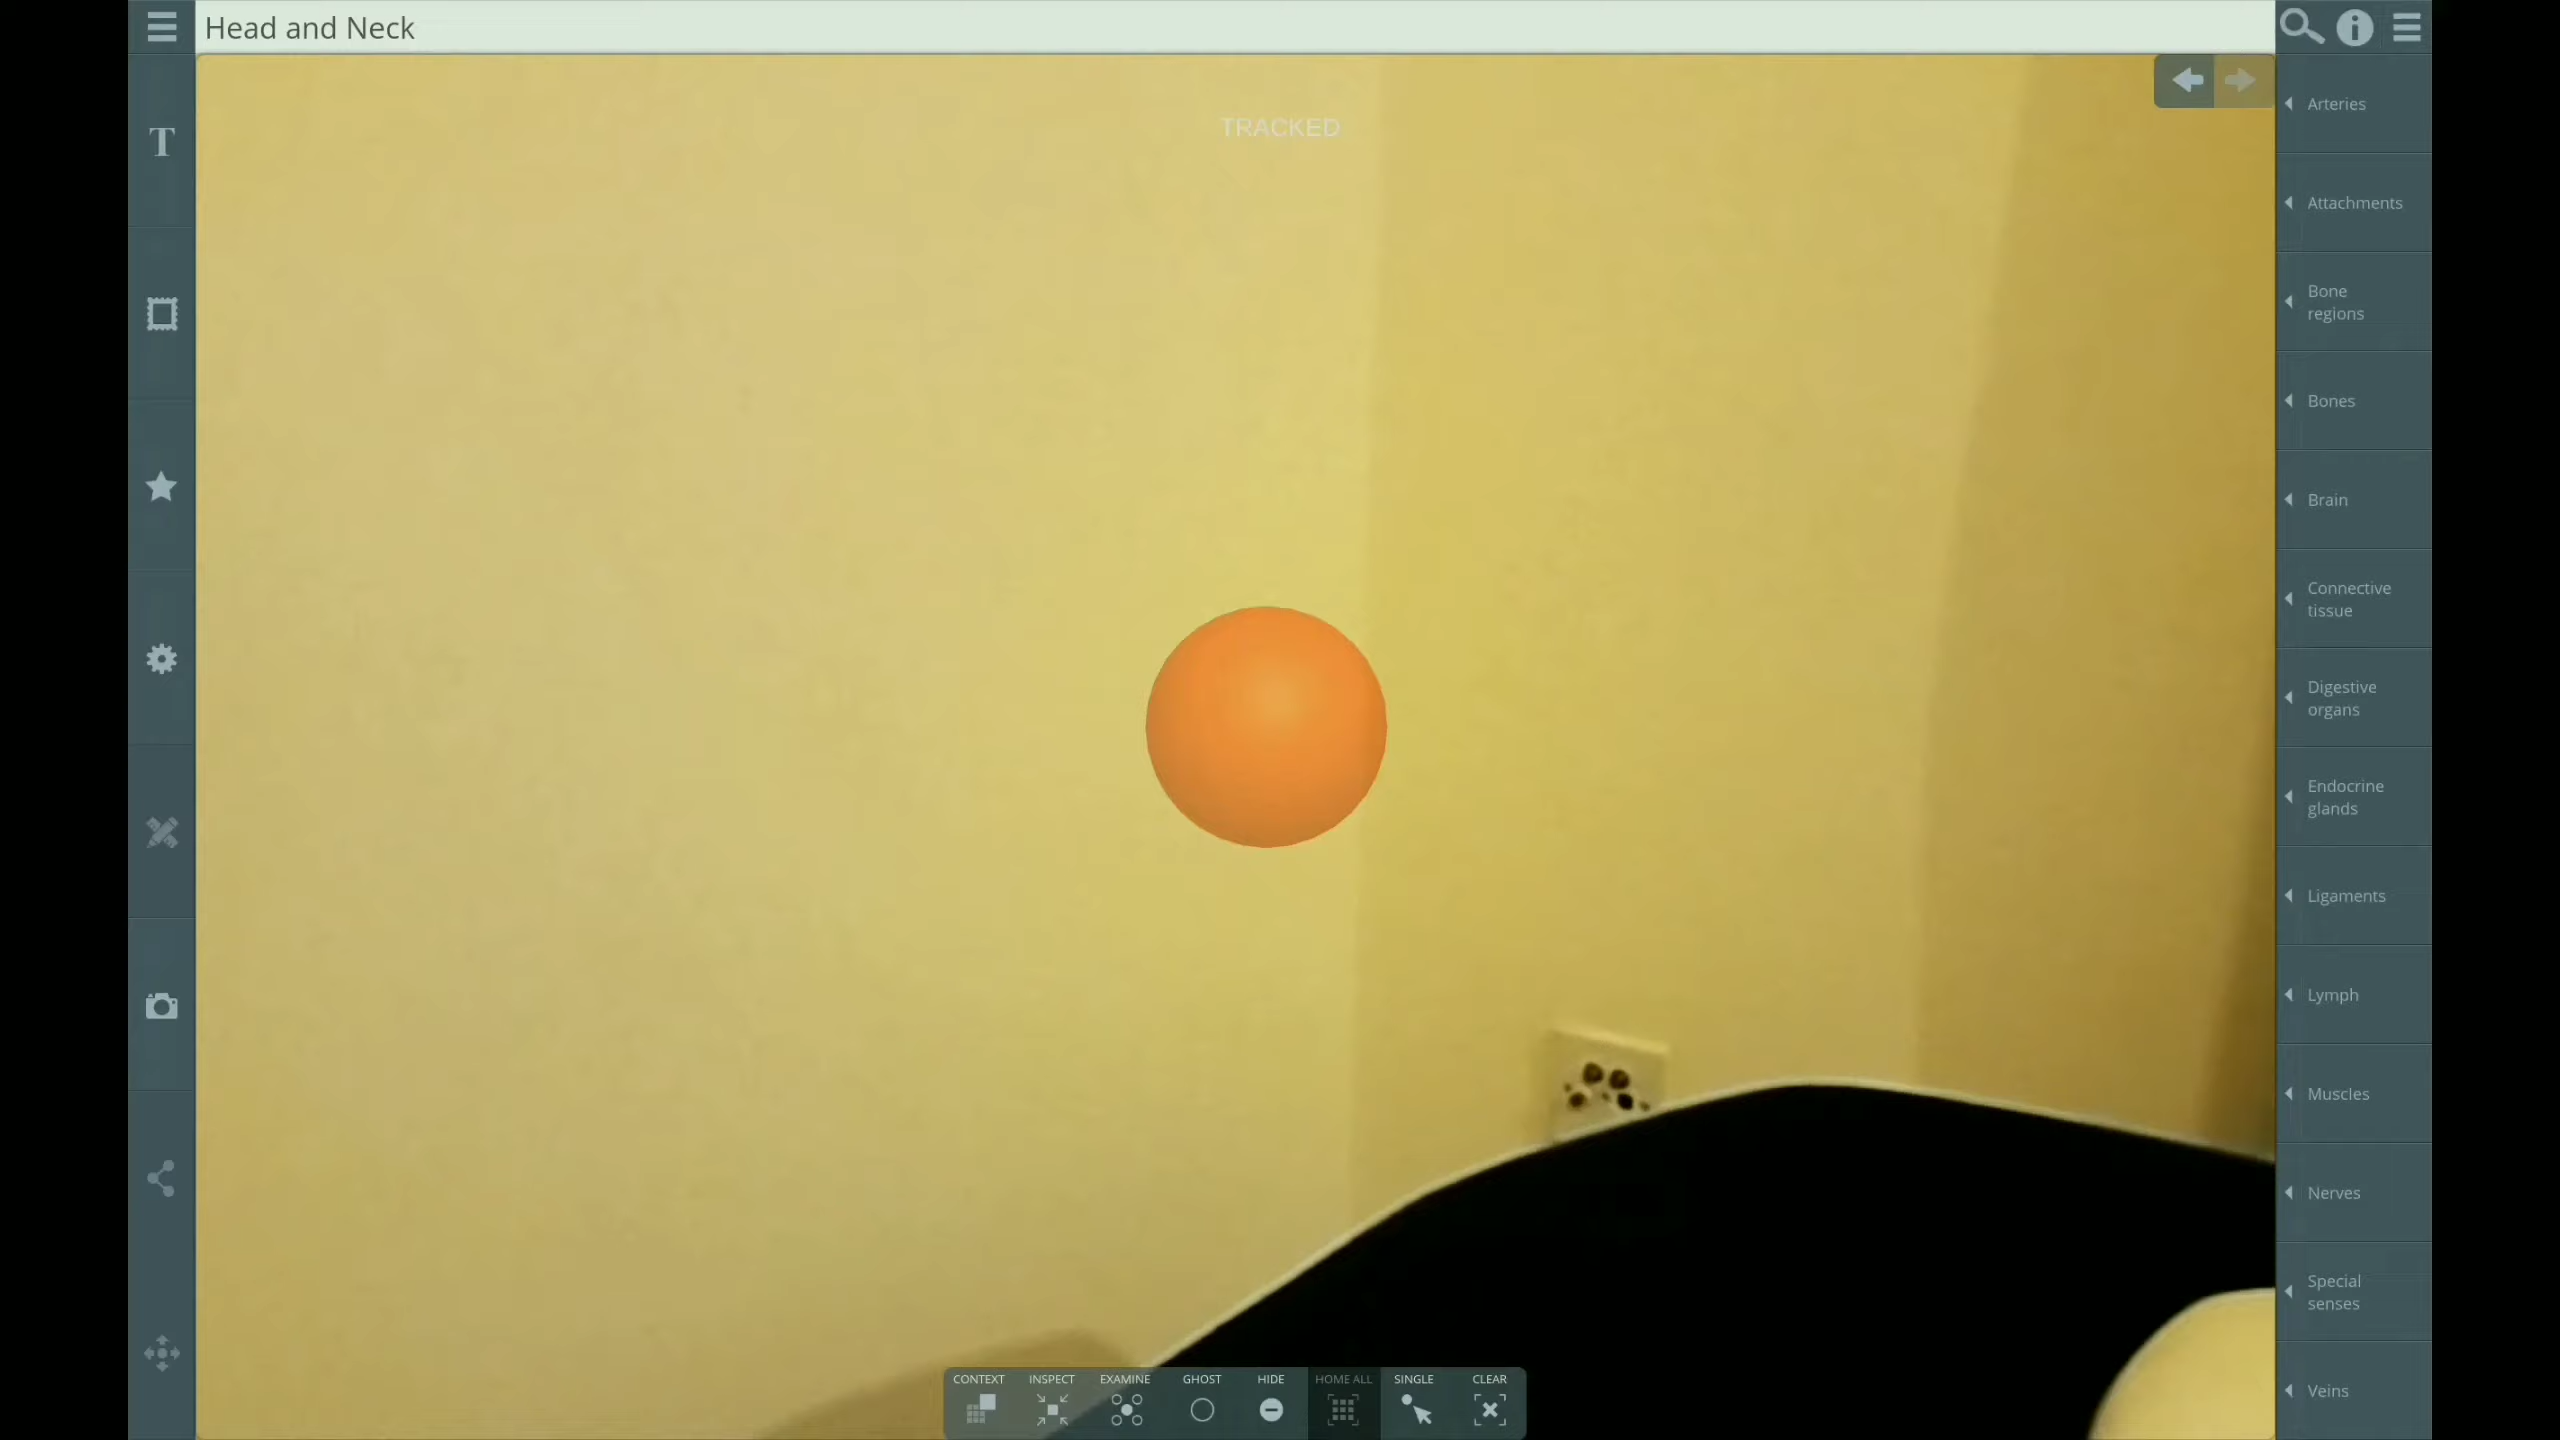 Head and Neck
TRACKED
T
Arteries
Attachments
Bone
regions
Bones
Brain
Connective
tissue
Digestive
organs
Endocrine
glands
Ligaments
Lymph
Muscles
Nerves
Special
senses
Veins
CONTEXT
INSPECT
EXAMINE
GHOST
HIDE
HOME ALL
SINGLE
CLEAR